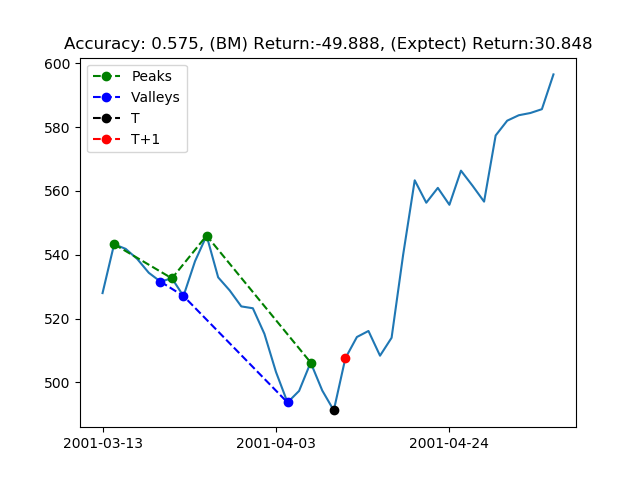 Accuracy: 0.575, (BM) Return:-49.888, (Exptect) Return:30.848
600
580
560
540
520
500
Peaks
Valleys
T
T+1
2001-03-13
2001-04-03
2001-04-24